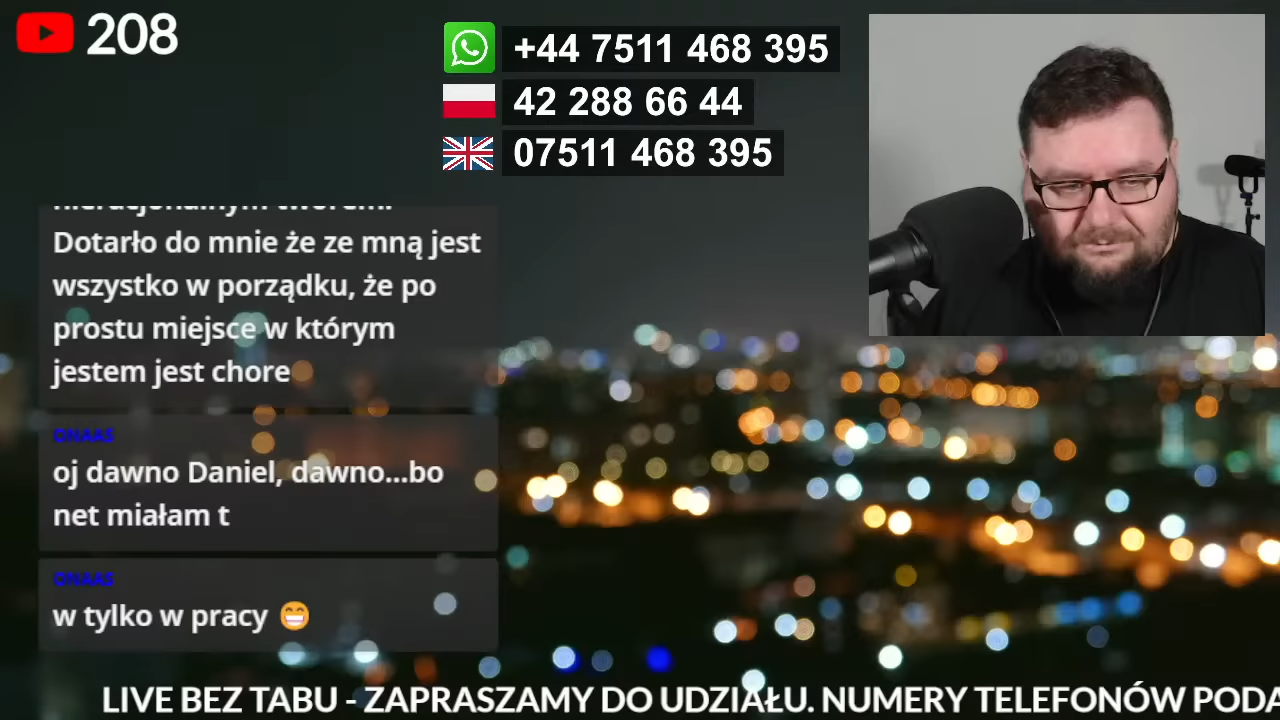 208
+44 7511 468 395
42 288 66 44
07511 468 395
Dotarło do mnie że ze mną jest
wszystko w porządku, że po
prostu miejsce w którym
jestem jest chore
ONAAS
oj dawno Daniel, dawno...bo
net miałam t
ONAAS
w tylko w pracy 😁
LIVE BEZ TABU - ZAPRASZAMY DO UDZIAŁU. NUMERY TELEFONÓW PODA